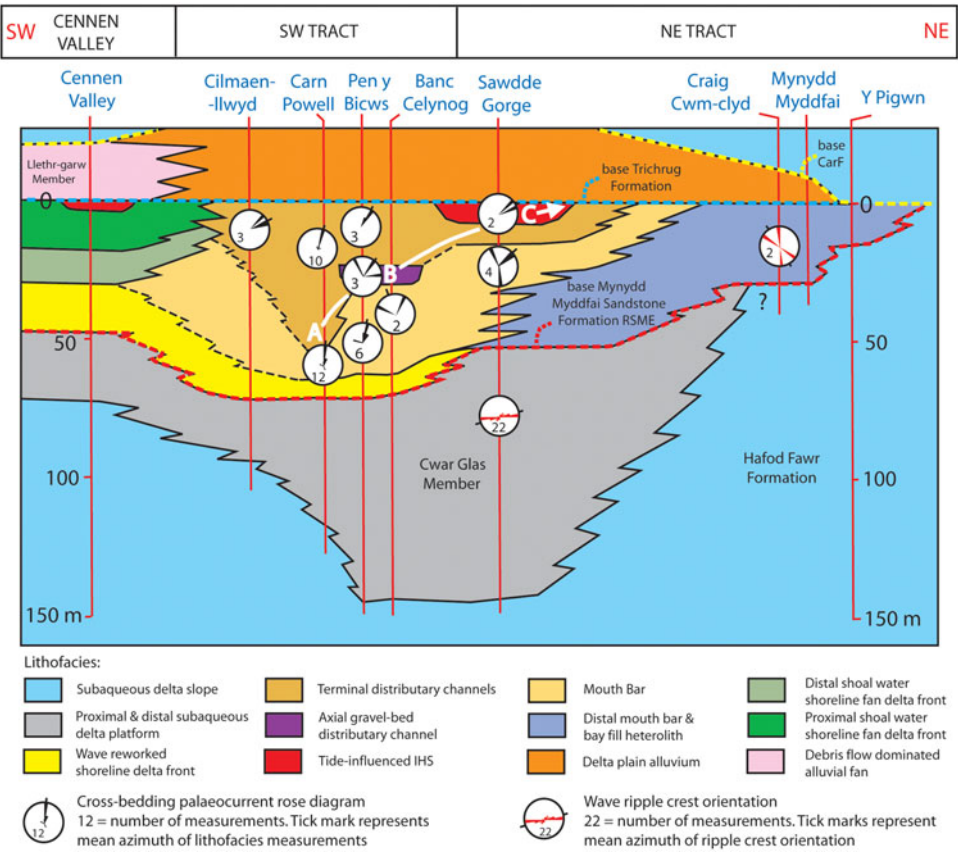 SW
CENNEN
VALLEY
SW TRACT
NE TRACT
NE
Cennen
Valley
Cilmaen-
-llwyd
Carn
Powell
Pen y
Bicws
Banc
Celynog
Sawdde
Gorge
Craig
Cwm-clyd
Mynydd
Myddfai
Y Pigwn
Llethr-garw
Member
base
CarF
base Trichrug
Formation
0
0
3
3
2
C
10
3
B
4
2
2
base Mynydd
Myddfai Sandstone
Formation RSME
?
A
6
12
50
50
22
Cwar Glas
Member
Hafod Fawr
Formation
100
100
150 m
150 m
Lithofacies:
Subaqueous delta slope
Proximal & distal subaqueous
delta platform
Wave reworked
shoreline delta front
Terminal distributary channels
Axial gravel-bed
distributary channel
Tide-influenced IHS
Mouth Bar
Distal mouth bar &
bay fill heterolith
Delta plain alluvium
Distal shoal water
shoreline fan delta front
Proximal shoal water
shoreline fan delta front
Debris flow dominated
alluvial fan
12
Cross-bedding palaeocurrent rose diagram
12 = number of measurements. Tick mark represents
mean azimuth of lithofacies measurements
22
Wave ripple crest orientation
22 = number of measurements. Tick marks represent
mean azimuth of ripple crest orientation